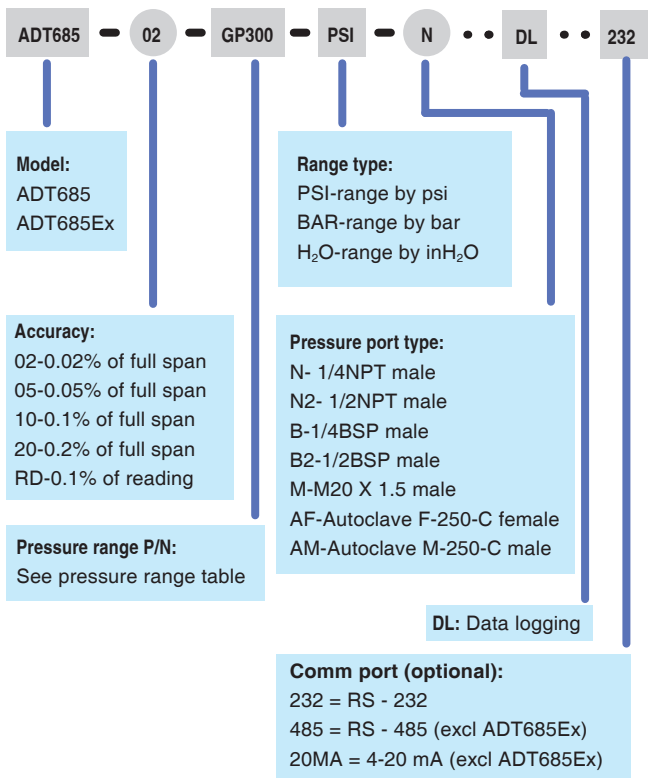 ADT685 - 02 - GP300 - PSI - N • • DL • • 232
Model:
ADT685
ADT685Ex
Range type:
PSI-range by psi
BAR-range by bar
H₂O-range by inH₂O
Accuracy:
02-0.02% of full span
05-0.05% of full span
10-0.1% of full span
20-0.2% of full span
RD-0.1% of reading
Pressure port type:
N- 1/4NPT male
N2- 1/2NPT male
B-1/4BSP male
B2-1/2BSP male
M-M20 X 1.5 male
AF-Autoclave F-250-C female
AM-Autoclave M-250-C male
Pressure range P/N:
See pressure range table
DL: Data logging
Comm port (optional):
232 = RS - 232
485 = RS - 485 (excl ADT685Ex)
20MA = 4-20 mA (excl ADT685Ex)